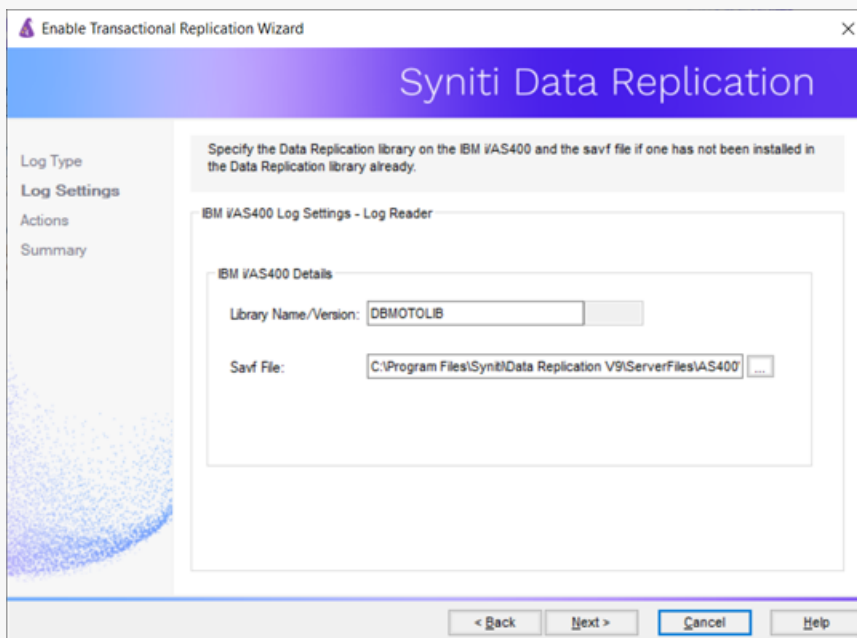 Enable Transactional Replication Wizard
Syniti Data Replication
Log Type
Log Settings
Actions
Summary
Specify the Data Replication library on the IBM i/AS400 and the savf file if one has not been installed in
the Data Replication library already.
IBM i/AS400 Log Settings - Log Reader
IBM i/AS400 Details
Library Name/Version: DBMOTOLIB
Savf File: C:\Program Files\Syniti\Data Replication V9\ServerFiles\AS400\ ...
< Back Next > Cancel Help